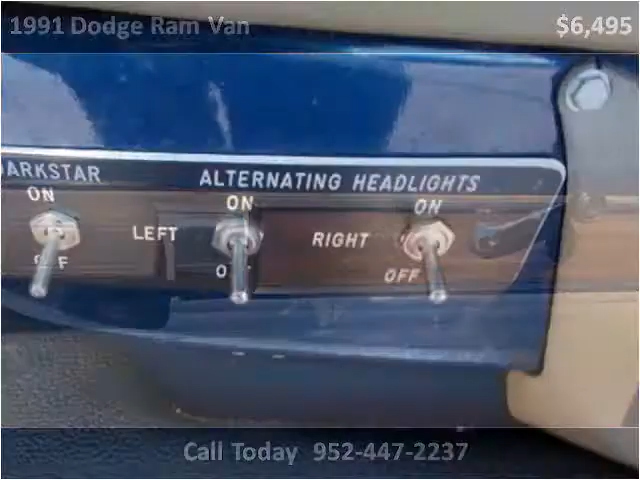 1991 Dodge Ram Van $6,495
ARKSTAR
ALTERNATING HEADLIGHTS
ON ON ON
LEFT RIGHT
OFF
Call Today 952-447-2237